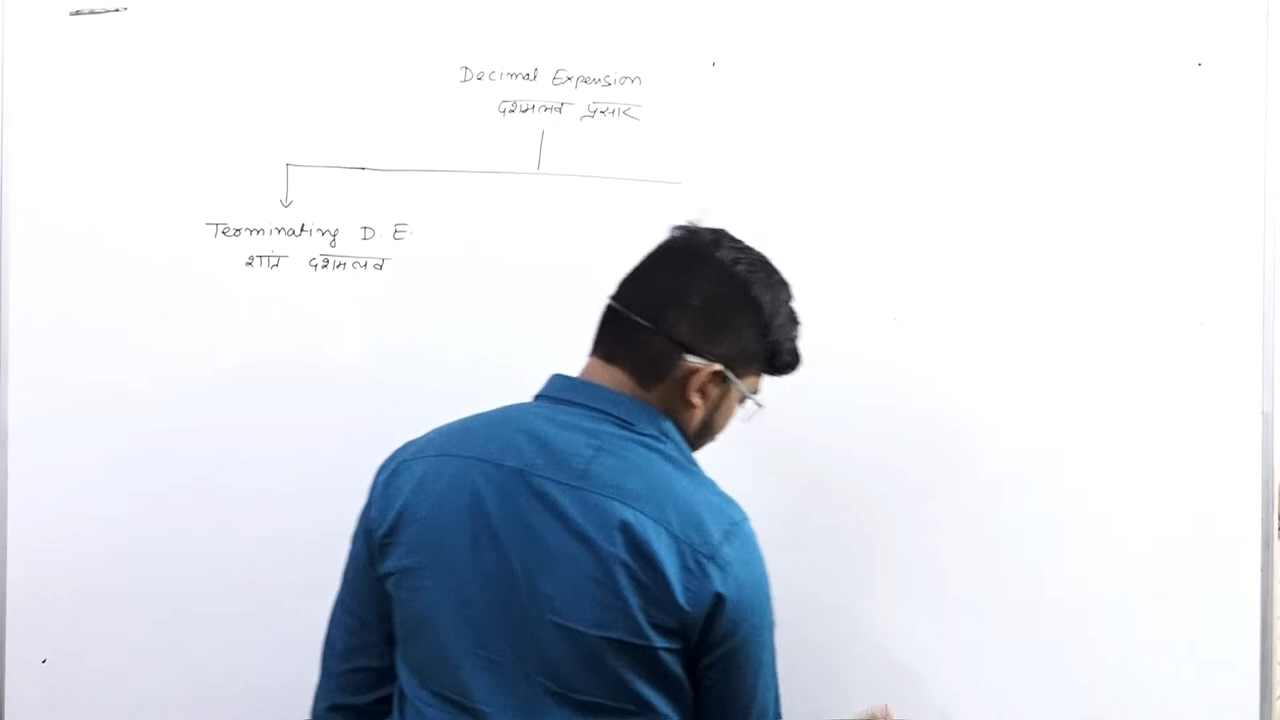 Decimal Expension
दशमलव प्रसार
Terminating D. E.
शांत दशमलव